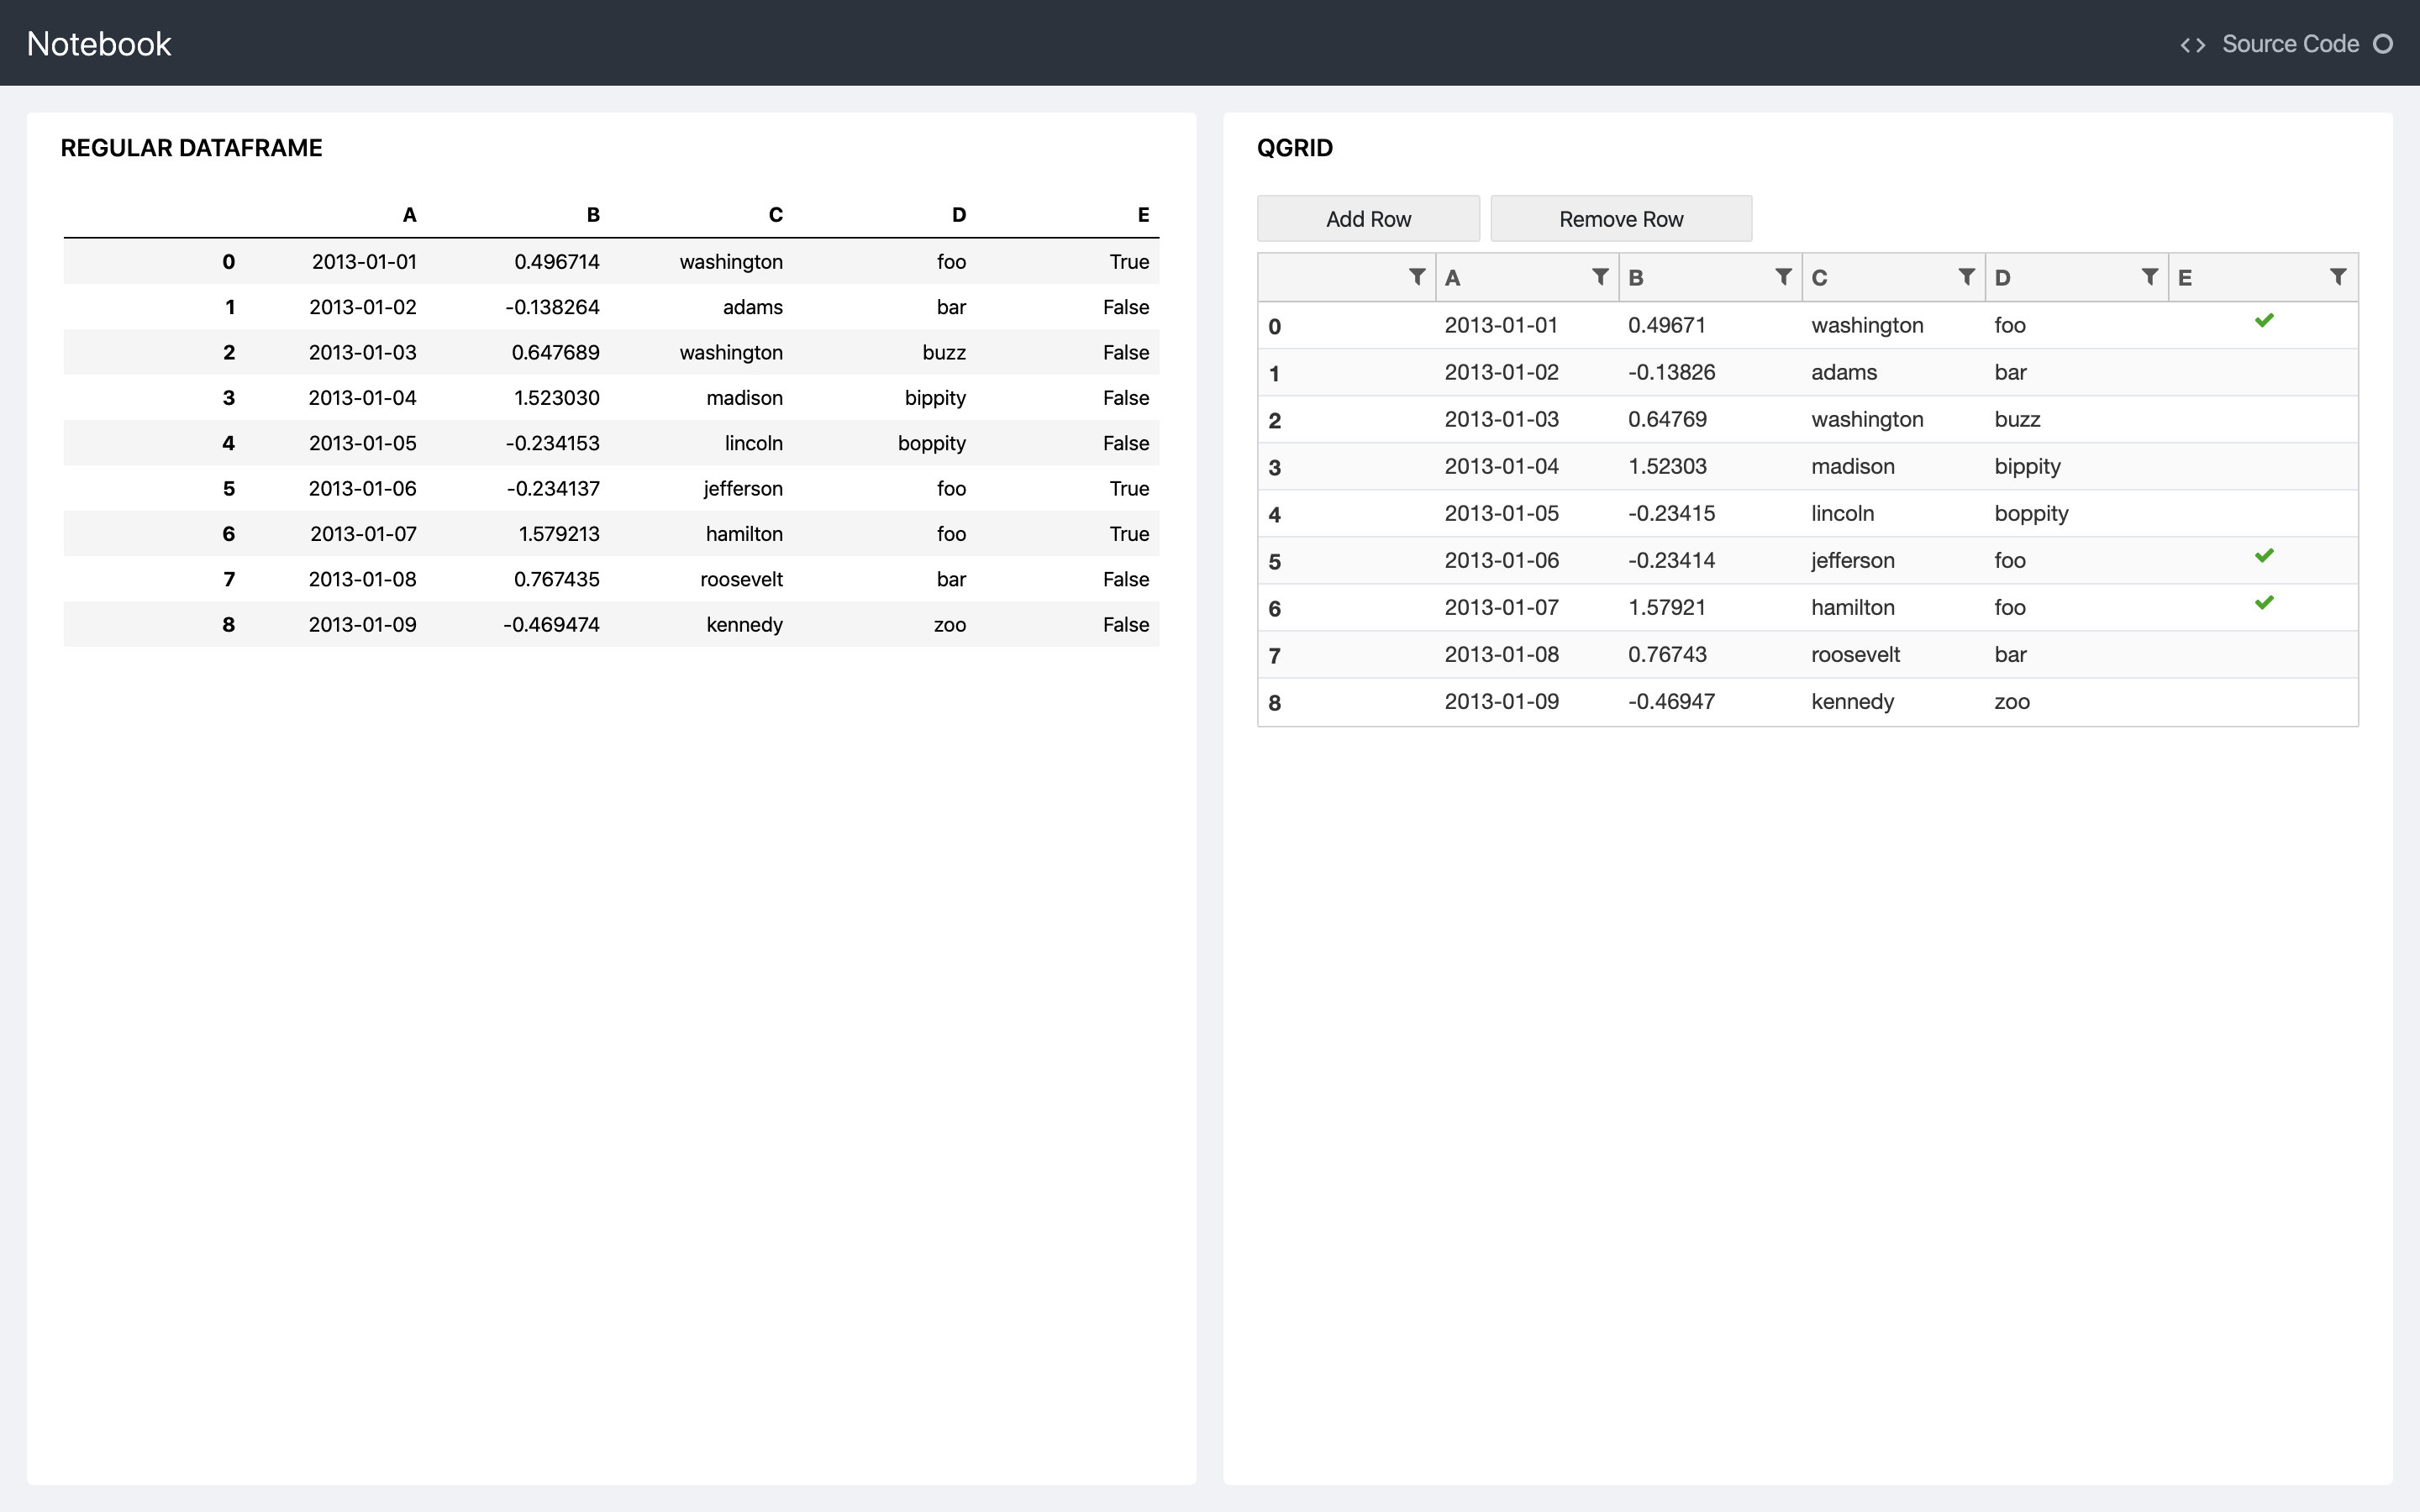 Notebook
<> Source Code
REGULAR DATAFRAME
A B C D E
0 2013-01-01 0.496714 washington foo True
1 2013-01-02 -0.138264 adams bar False
2 2013-01-03 0.647689 washington buzz False
3 2013-01-04 1.523030 madison bippity False
4 2013-01-05 -0.234153 lincoln boppity False
5 2013-01-06 -0.234137 jefferson foo True
6 2013-01-07 1.579213 hamilton foo True
7 2013-01-08 0.767435 roosevelt bar False
8 2013-01-09 -0.469474 kennedy zoo False
QGRID
Add Row Remove Row
A B C D E
0 2013-01-01 0.49671 washington foo
1 2013-01-02 -0.13826 adams bar
2 2013-01-03 0.64769 washington buzz
3 2013-01-04 1.52303 madison bippity
4 2013-01-05 -0.23415 lincoln boppity
5 2013-01-06 -0.23414 jefferson foo
6 2013-01-07 1.57921 hamilton foo
7 2013-01-08 0.76743 roosevelt bar
8 2013-01-09 -0.46947 kennedy zoo